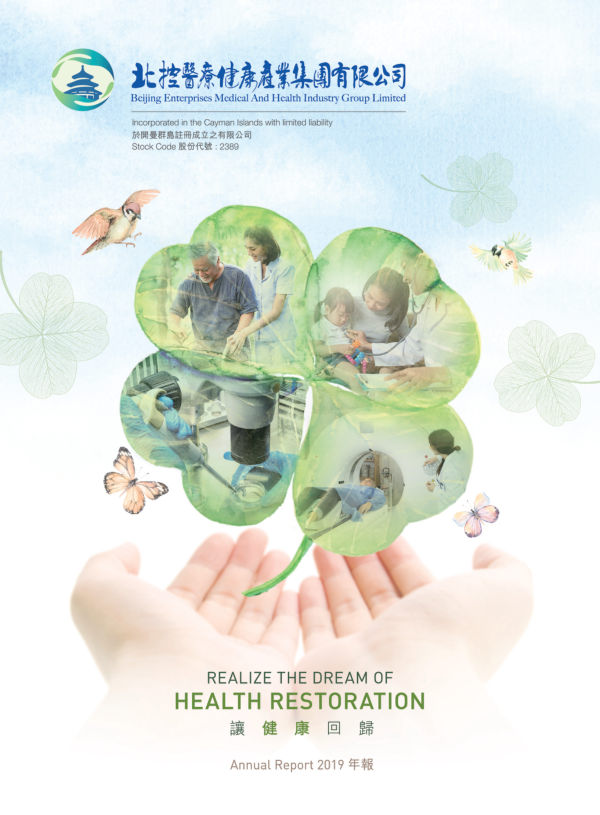 北控醫療健康產業集團有限公司
Beijing Enterprises Medical And Health Industry Group Limited
Incorporated in the Cayman Islands with limited liability
於開曼群島註冊成立之有限公司
Stock Code 股份代號 : 2389
REALIZE THE DREAM OF
HEALTH RESTORATION
讓健康回歸
Annual Report 2019 年報